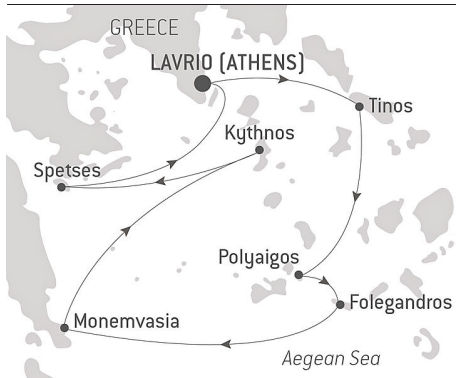 GREECE
LAVRIO (ATHENS)
Tinos
Kythnos
Spetses
Polyaigos
Folegandros
Monemvasia
Aegean Sea